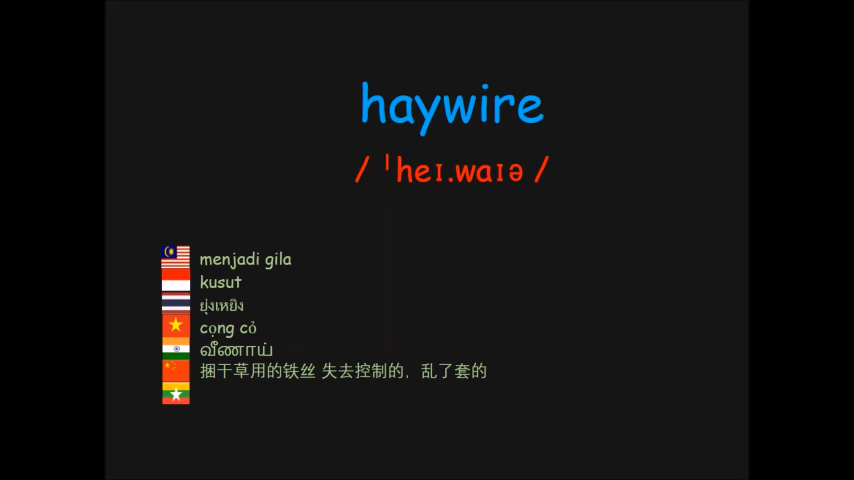 haywire
/ ˈheɪ.waɪə /
menjadi gila
kusut
ยุ่งเหยิง
cọng cỏ
வீணாய்
捆干草用的铁丝 失去控制的，乱了套的